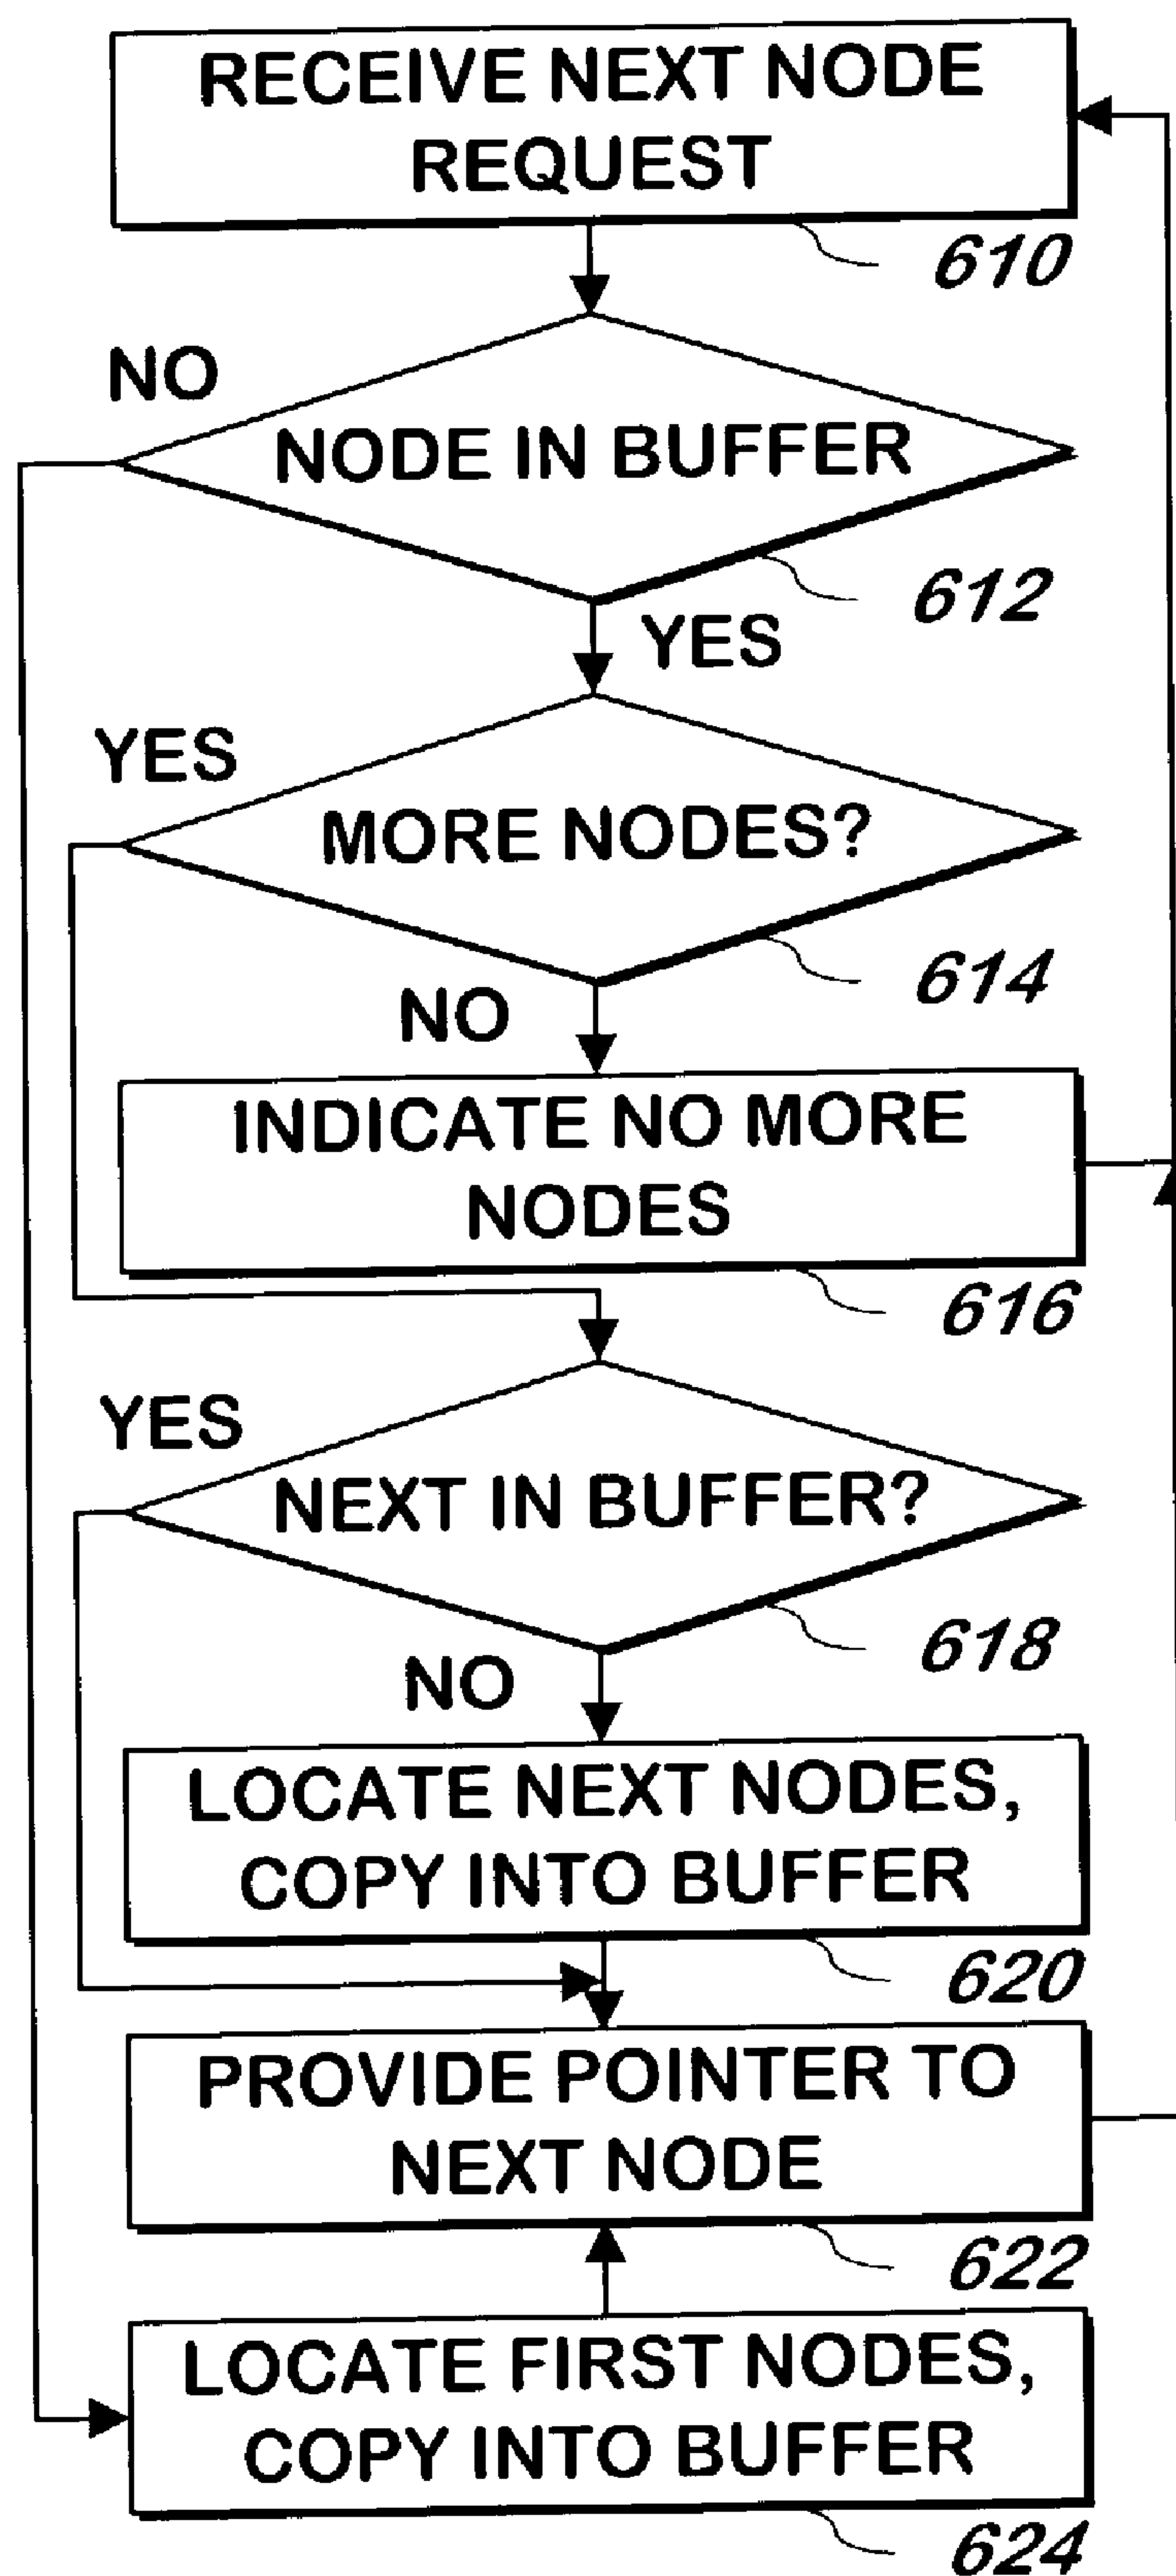 RECEIVE NEXT NODE
REQUEST
610
NO
NODE IN BUFFER
612
YES
YES
MORE NODES?
614
NO
INDICATE NO MORE
NODES
616
YES
NEXT IN BUFFER?
618
NO
LOCATE NEXT NODES,
COPY INTO BUFFER
620
PROVIDE POINTER TO
NEXT NODE
622
LOCATE FIRST NODES,
COPY INTO BUFFER
624